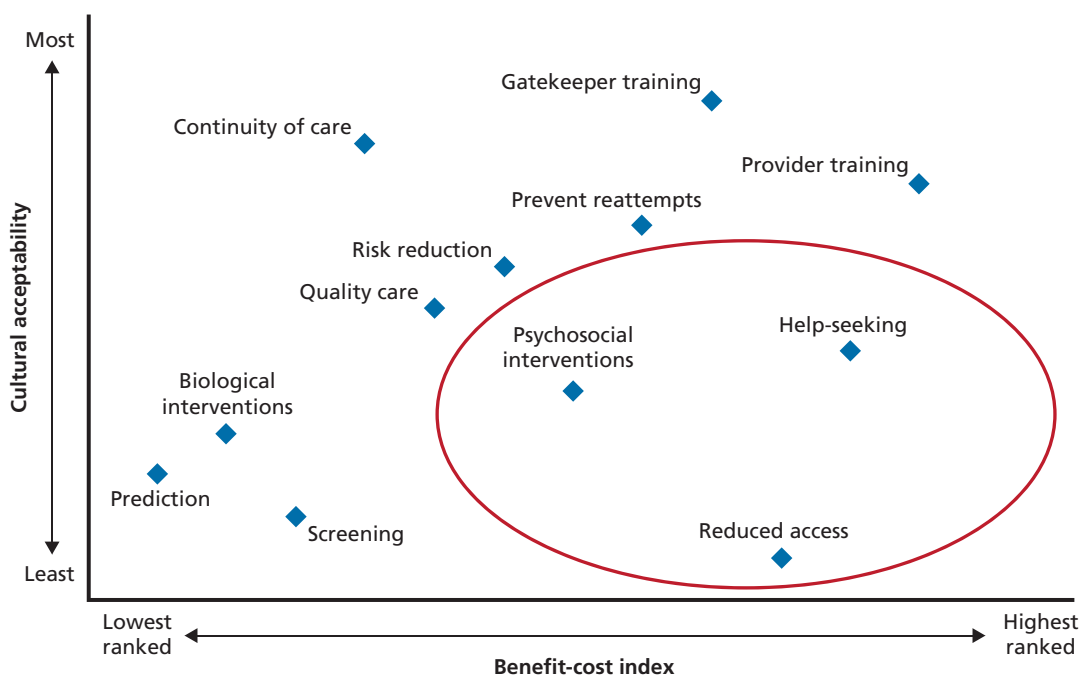 Most
Gatekeeper training
Continuity of care
Provider training
Prevent reattempts
Risk reduction
Quality care
Help-seeking
Psychosocial
interventions
Biological
interventions
Prediction
Screening
Reduced access
Least
Cultural acceptability
Lowest
ranked
Highest
ranked
Benefit-cost index